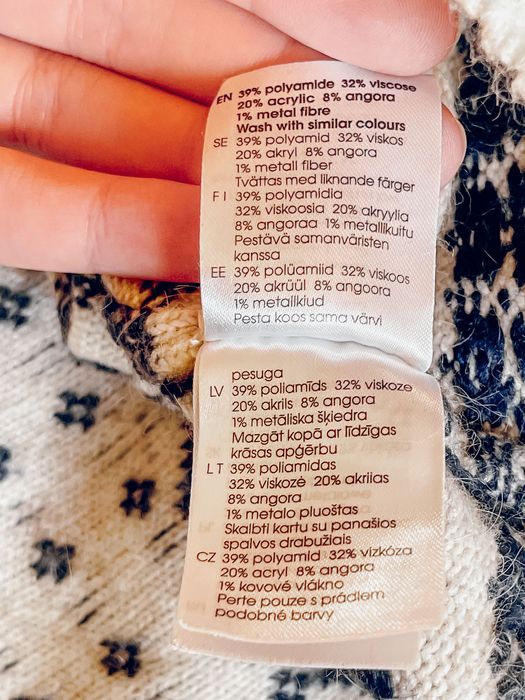 EN 39% polyamide 32% viscose
20% acrylic 8% angora
1% metal fibre
Wash with similar colours
SE 39% polyamid 32% viskos
20% akryl 8% angora
1% metall fiber
Tvättas med liknande färger
FI 39% polyamidia
32% viskoosia 20% akryylia
8% angoraa 1% metallikuitu
Pestävä samanväristen
kanssa
EE 39% polüamiid 32% viskoos
20% akrüül 8% angoora
1% metallkiud
Pesta koos sama värvi
pesuga
LV 39% poliamīds 32% viskoze
20% akrils 8% angora
1% metāliska šķiedra
Mazgāt kopā ar līdzīgas
krāsas apģērbu
LT 39% poliamidas
32% viskozė 20% akriias
8% angora
1% metalo pluoštas
Skalbti kartu su panašios
spalvos drabužiais
CZ 39% polyamid 32% vizkóza
20% acryl 8% angora
1% kovové vlákno
Perte pouze s prádlem
podobné barvy